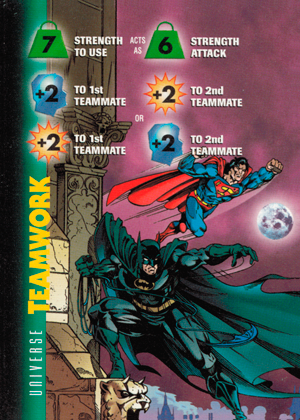 7 STRENGTH TO USE ACTS AS 6 STRENGTH ATTACK
+2 TO 1st TEAMMATE +2 TO 2nd TEAMMATE
OR
+2 TO 1st TEAMMATE +2 TO 2nd TEAMMATE
UNIVERSE TEAMWORK